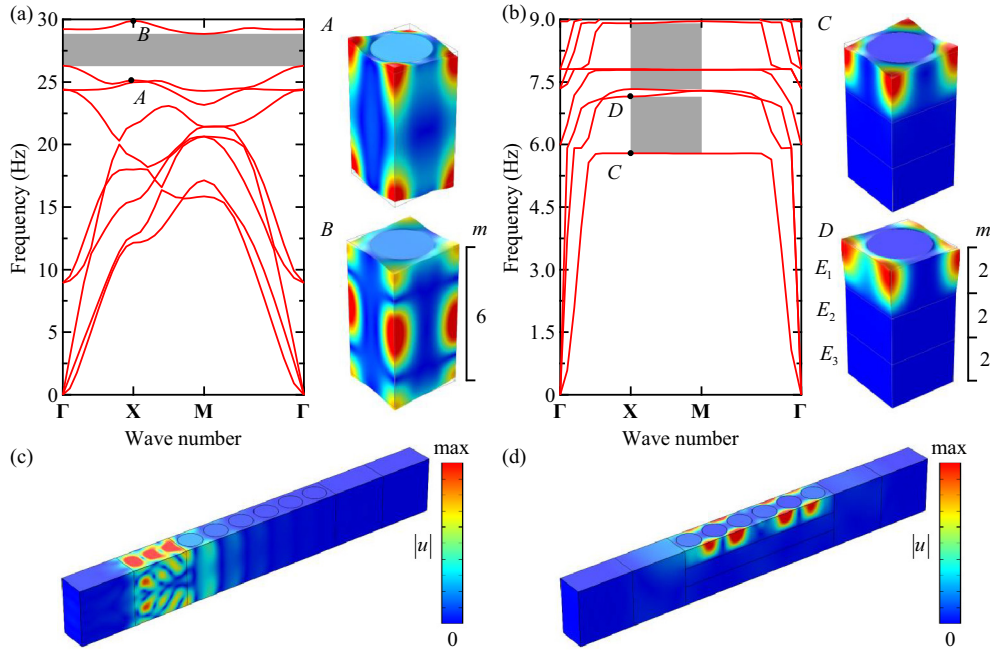 (a)
30
25
20
15
10
5
0
Frequency (Hz)
B
A
Γ
X
M
Γ
Wave number
A
B
m
6
(b)
9.0
7.5
6.0
4.5
3.0
1.5
0
Frequency (Hz)
D
C
Γ
X
M
Γ
Wave number
C
D
m
E1
2
E2
2
E3
2
(c)
max
|u|
0
(d)
max
|u|
0